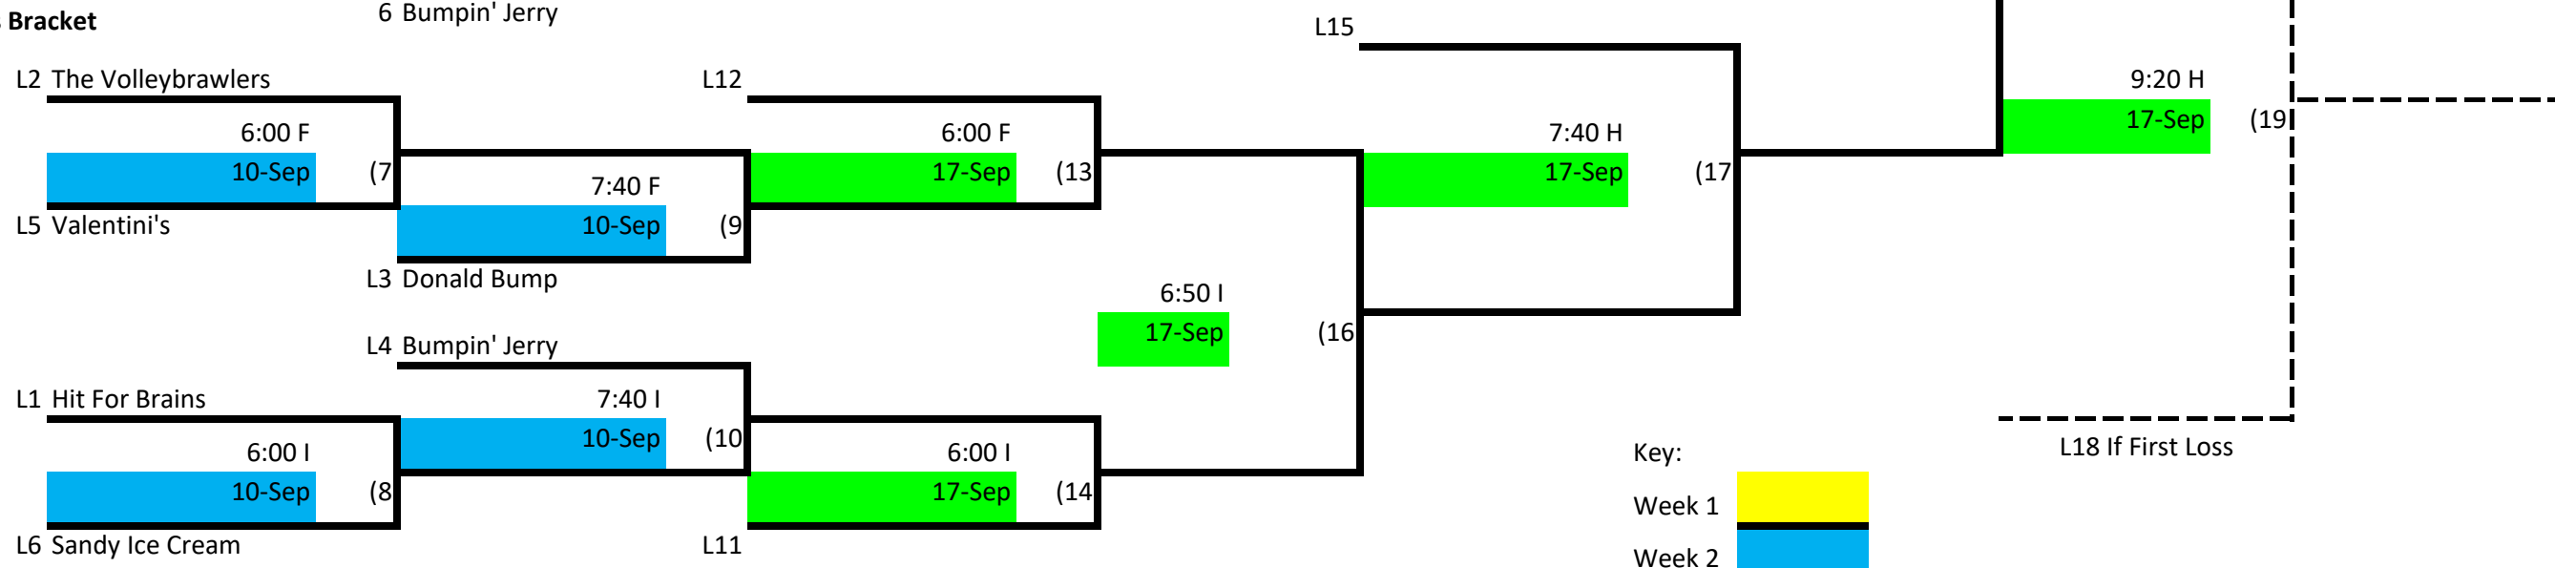 6 Bumpin' Jerry
Bracket
L15
L2 The Volleybrawlers
L12
9:20 H
6:00 F
6:00 F
7:40 H
17-Sep (19
10-Sep (7
17-Sep (13
17-Sep (17
7:40 F
L5 Valentini's
10-Sep (9
L3 Donald Bump
6:50 I
17-Sep (16
L4 Bumpin' Jerry
L1 Hit For Brains
7:40 I
10-Sep (10
L18 If First Loss
6:00 I
6:00 I
Key:
10-Sep (8
17-Sep (14
Week 1
L6 Sandy Ice Cream
L11
Week 2